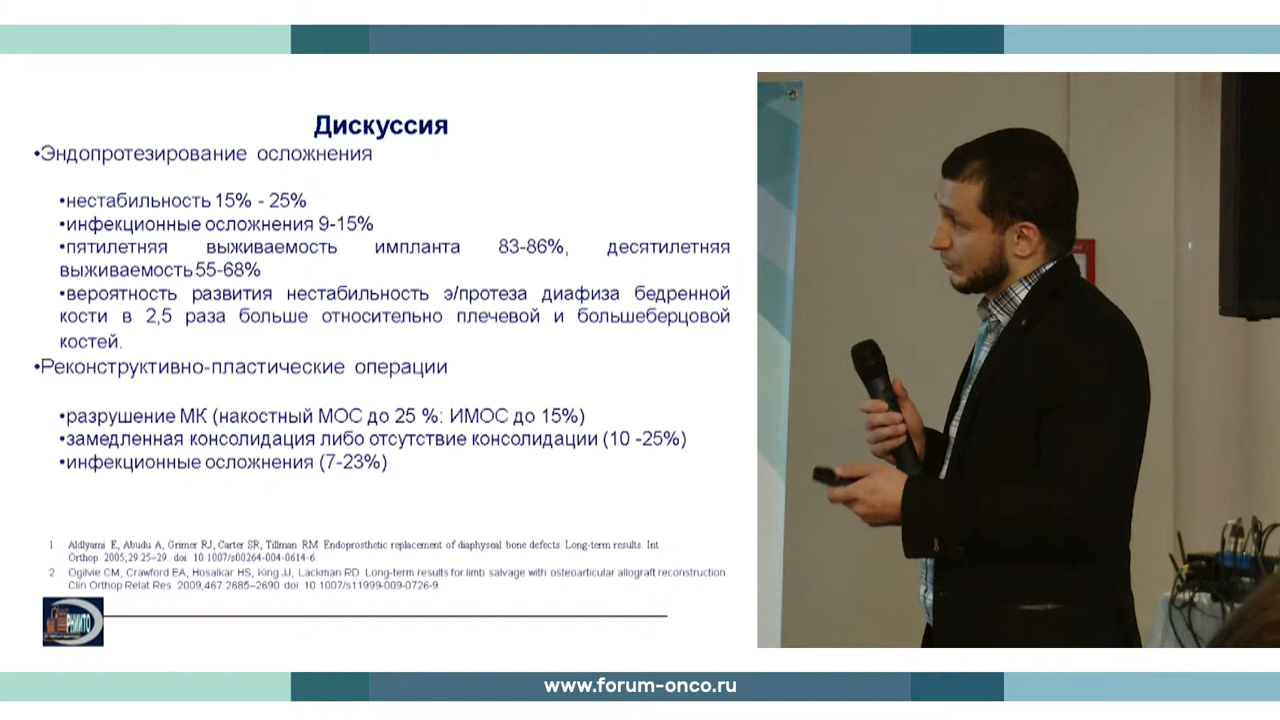 Дискуссия
•Эндопротезирование осложнения
•нестабильность 15% - 25%
•инфекционные осложнения 9-15%
•пятилетняя выживаемость импланта 83-86%, десятилетняя
выживаемость 55-68%
•вероятность развития нестабильность э/протеза диафиза бедренной
кости в 2,5 раза больше относительно плечевой и большеберцовой
костей.
•Реконструктивно-пластические операции
•разрушение МК (накостный МОС до 25 %: ИМОС до 15%)
•замедленная консолидация либо отсутствие консолидации (10 -25%)
•инфекционные осложнения (7-23%)
1. Aldlyami E, Abudu A, Grimer RJ, Carter SR, Tillman RM. Endoprosthetic replacement of diaphyseal bone defects. Long-term results. Int
Orthop. 2005;29:25–29. doi: 10.1007/s00264-004-0614-6.
2. Ogilvie CM, Crawford EA, Hosalkar HS, King JJ, Lackman RD. Long-term results for limb salvage with osteoarticular allograft reconstruction
Clin Orthop Relat Res. 2009;467:2685–2690. doi: 10.1007/s11999-009-0726-9
РНИИТО
www.forum-onco.ru